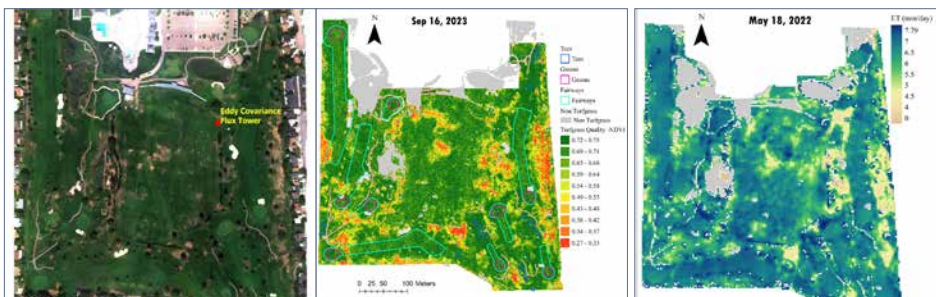 Eddy Covariance
Flux Tower
N
Sep 16, 2023
Tees
Tees
Greens
Greens
Fairways
Fairways
Non Turfgrass
Non Turfgrass
Turfgrass Quality (NDVI)
0.72 - 0.75
0.69 - 0.71
0.65 - 0.68
0.59 - 0.64
0.54 - 0.58
0.49 - 0.53
0.43 - 0.48
0.38 - 0.42
0.34 - 0.37
0.27 - 0.33
0 25 50 100 Meters
N
May 18, 2022
ET (mm/day)
7.79
7
6.5
6
5.5
5
4.5
4
0